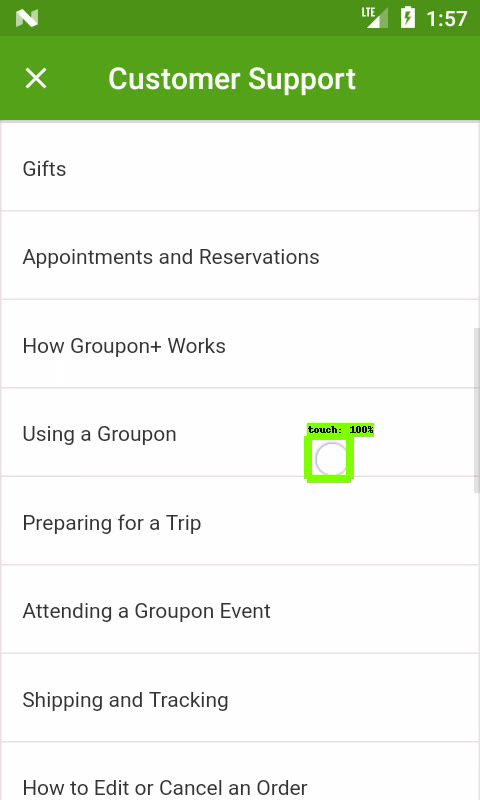 LTE
1:57
Customer Support
Gifts
Appointments and Reservations
How Groupon+ Works
Using a Groupon
touch: 100%
Preparing for a Trip
Attending a Groupon Event
Shipping and Tracking
How to Edit or Cancel an Order